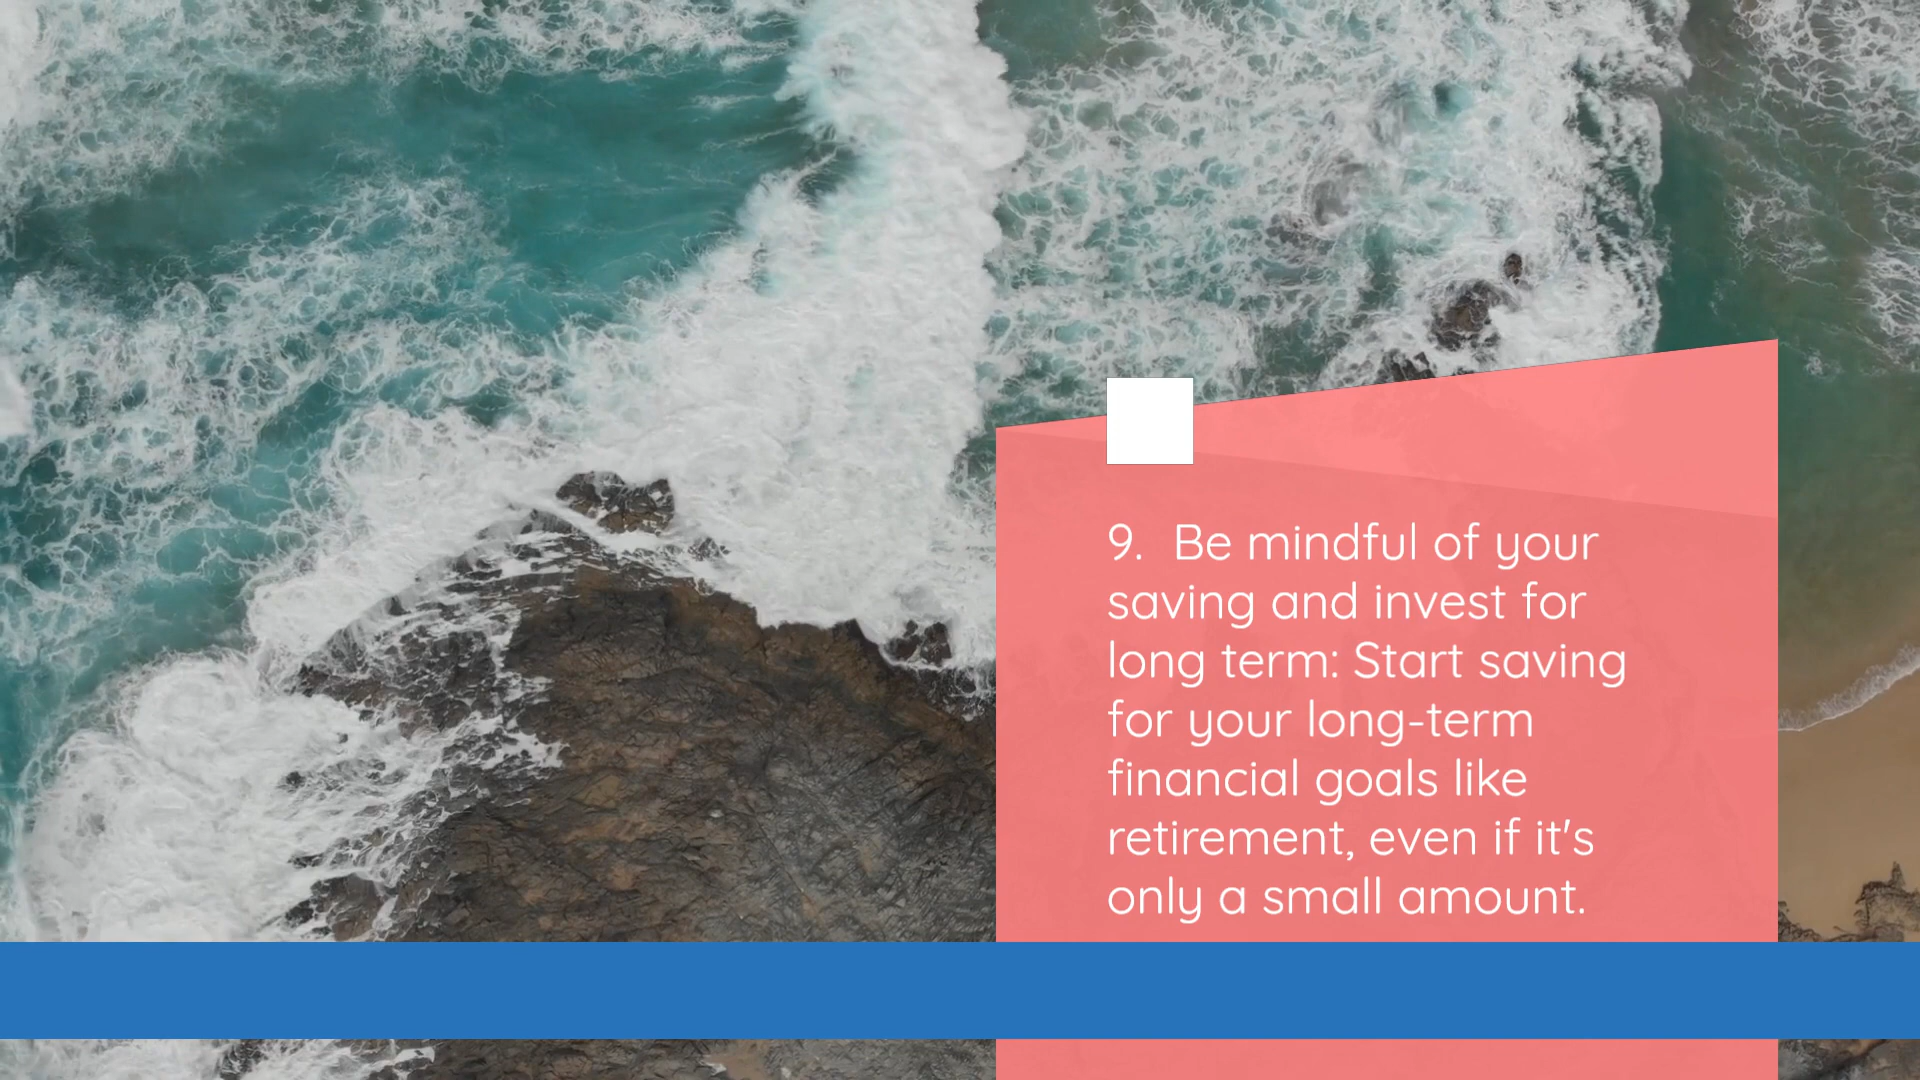 9.  Be mindful of your
saving and invest for
long term: Start saving
for your long-term
financial goals like
retirement, even if it's
only a small amount.